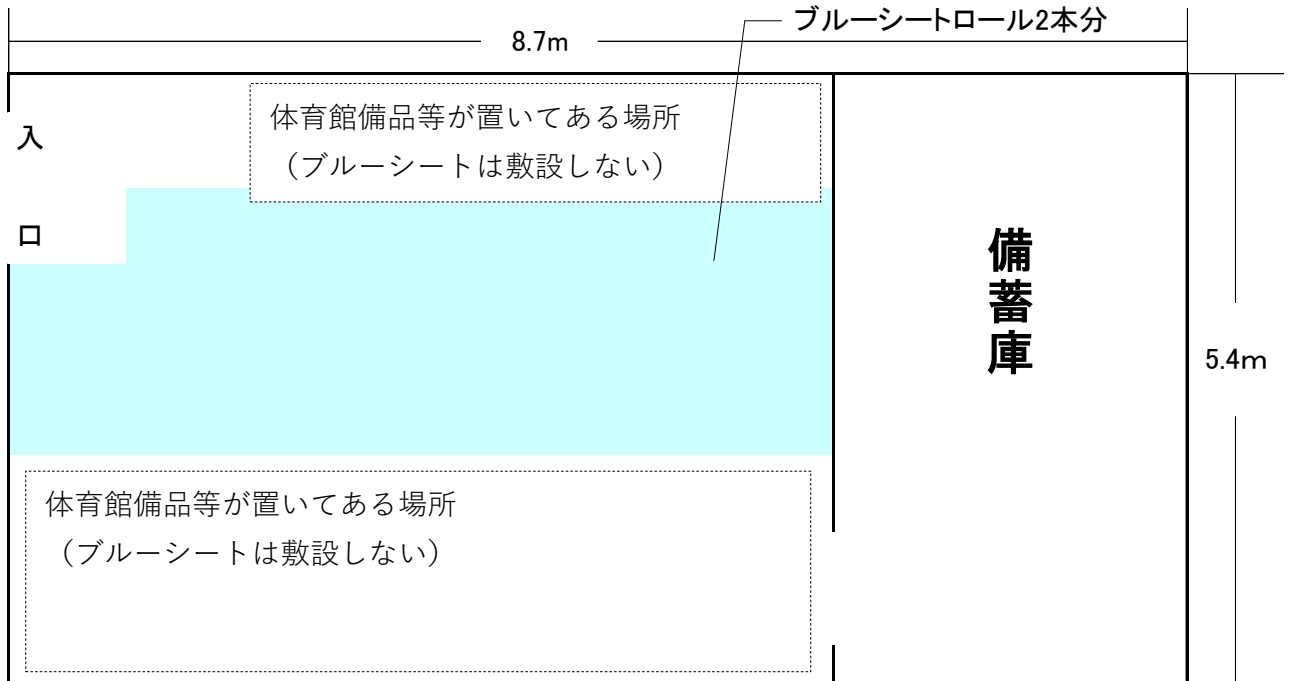 ブルーシートロール2本分
8.7m
体育館備品等が置いてある場所
（ブルーシートは敷設しない）
入
口
備蓄庫
5.4ｍ
体育館備品等が置いてある場所
（ブルーシートは敷設しない）